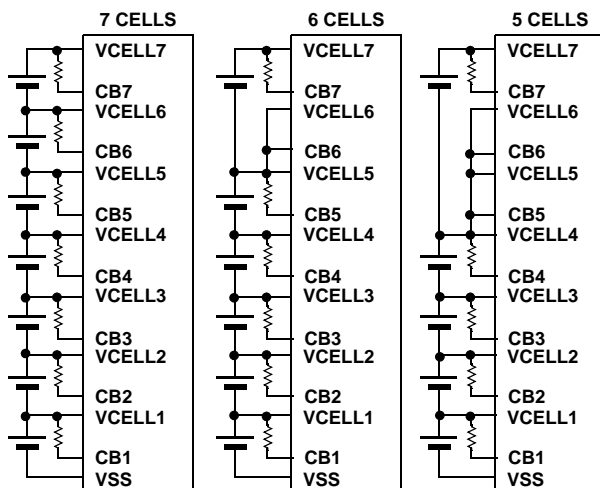 7 CELLS
VCELL7
CB7
VCELL6
CB6
VCELL5
CB5
VCELL4
CB4
VCELL3
CB3
VCELL2
CB2
VCELL1
CB1
VSS
6 CELLS
VCELL7
CB7
VCELL6
CB6
VCELL5
CB5
VCELL4
CB4
VCELL3
CB3
VCELL2
CB2
VCELL1
CB1
VSS
5 CELLS
VCELL7
CB7
VCELL6
CB6
VCELL5
CB5
VCELL4
CB4
VCELL3
CB3
VCELL2
CB2
VCELL1
CB1
VSS